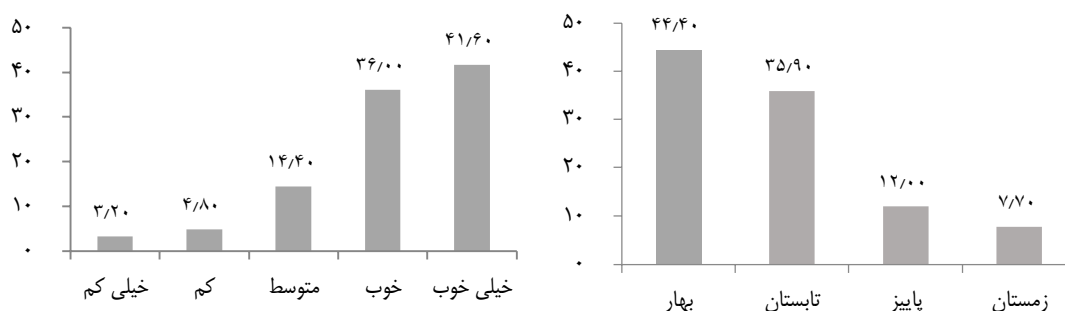 ۵۰
۴۰
۳۰
۲۰
۱۰
۰
۳٫۲۰
۴٫۸۰
۱۴٫۴۰
۳۶٫۰۰
۴۱٫۶۰
خیلی کم
کم
متوسط
خوب
خیلی خوب
۵۰
۴۰
۳۰
۲۰
۱۰
۰
۴۴٫۴۰
۳۵٫۹۰
۱۲٫۰۰
۷٫۷۰
بهار
تابستان
پاییز
زمستان